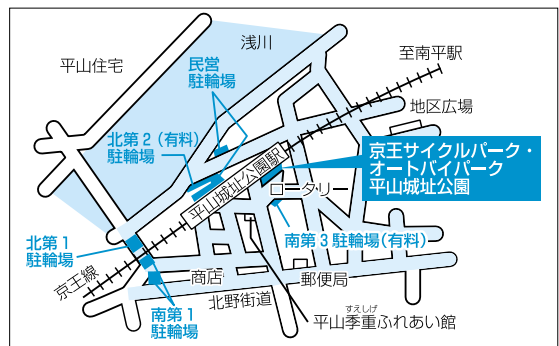 浅川
平山住宅
民営
駐輪場
至南平駅
地区広場
北第2(有料)
駐輪場
京王サイクルパーク・
オートバイパーク
平山城址公園
平山城址公園駅
ロータリー
南第3駐輪場(有料)
北第1
駐輪場
京王線
商店
郵便局
北野街道
南第1
駐輪場
すえしげ
平山季重ふれあい館